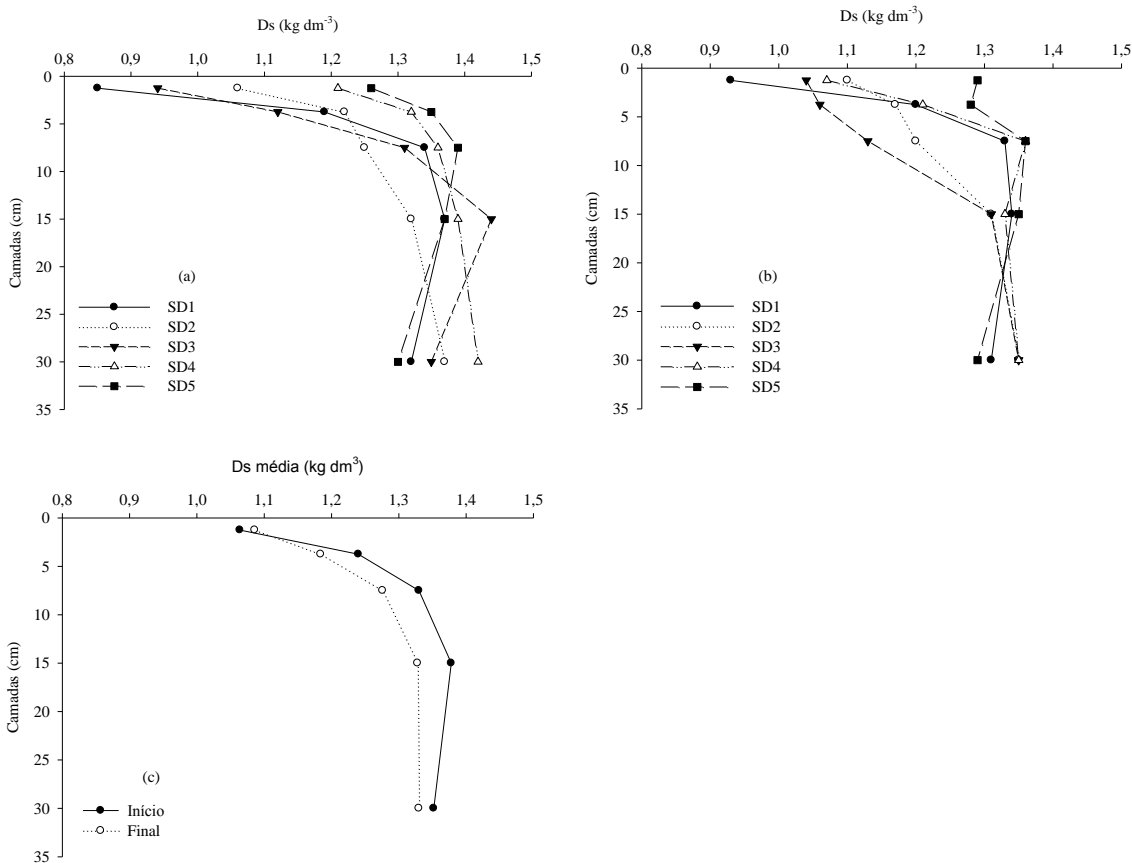 Ds (kg dm-3)
0,8 0,9 1,0 1,1 1,2 1,3 1,4 1,5
0
5
10
15
20
25
30
35
Camadas (cm)
(a)
SD1
SD2
SD3
SD4
SD5
Ds (kg dm-3)
0,8 0,9 1,0 1,1 1,2 1,3 1,4 1,5
0
5
10
15
20
25
30
35
Camadas (cm)
(b)
SD1
SD2
SD3
SD4
SD5
Ds média (kg dm3)
0,8 0,9 1,0 1,1 1,2 1,3 1,4 1,5
0
5
10
15
20
25
30
35
Camadas (cm)
(c)
Início
Final